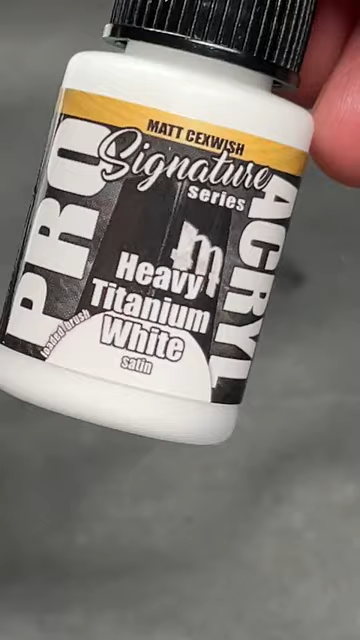 MATT CEXWISH
Signature
series
PRO
ACRYL
m
Heavy
Titanium
White
satin
loaded brush